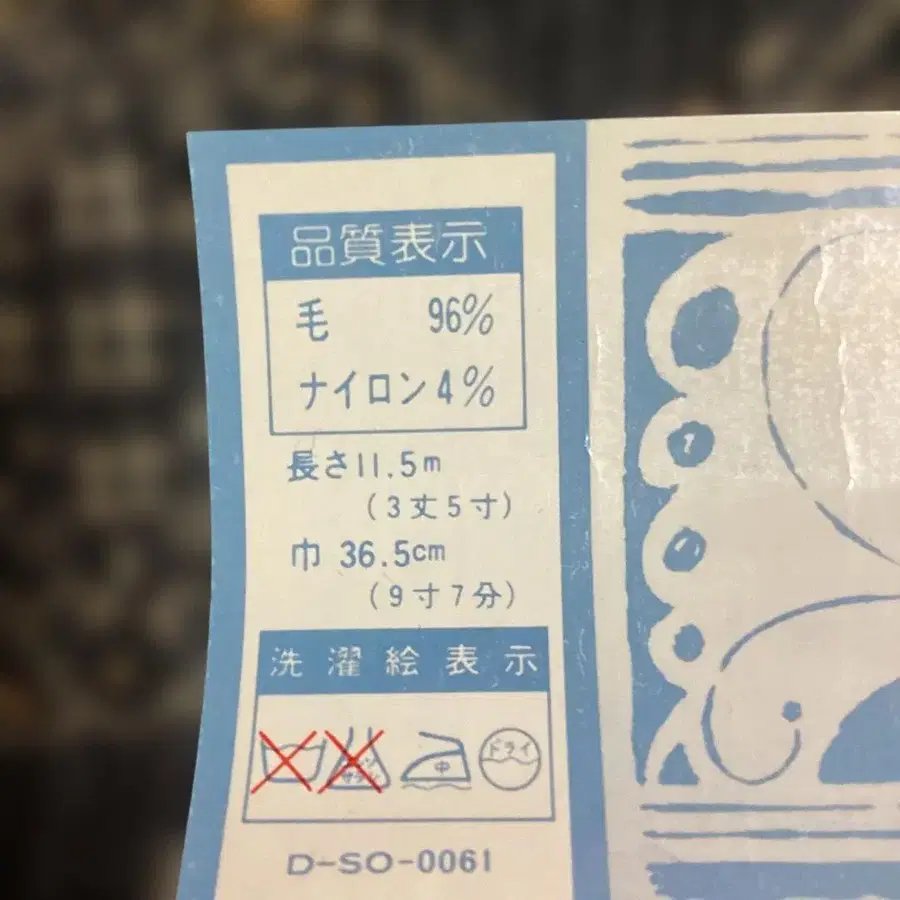 品質表示
毛 96%
ナイロン4%
長さ11.5m
(3丈5寸)
巾 36.5cm
(9寸7分)
洗濯絵表示
中 ドライ
D-SO-0061